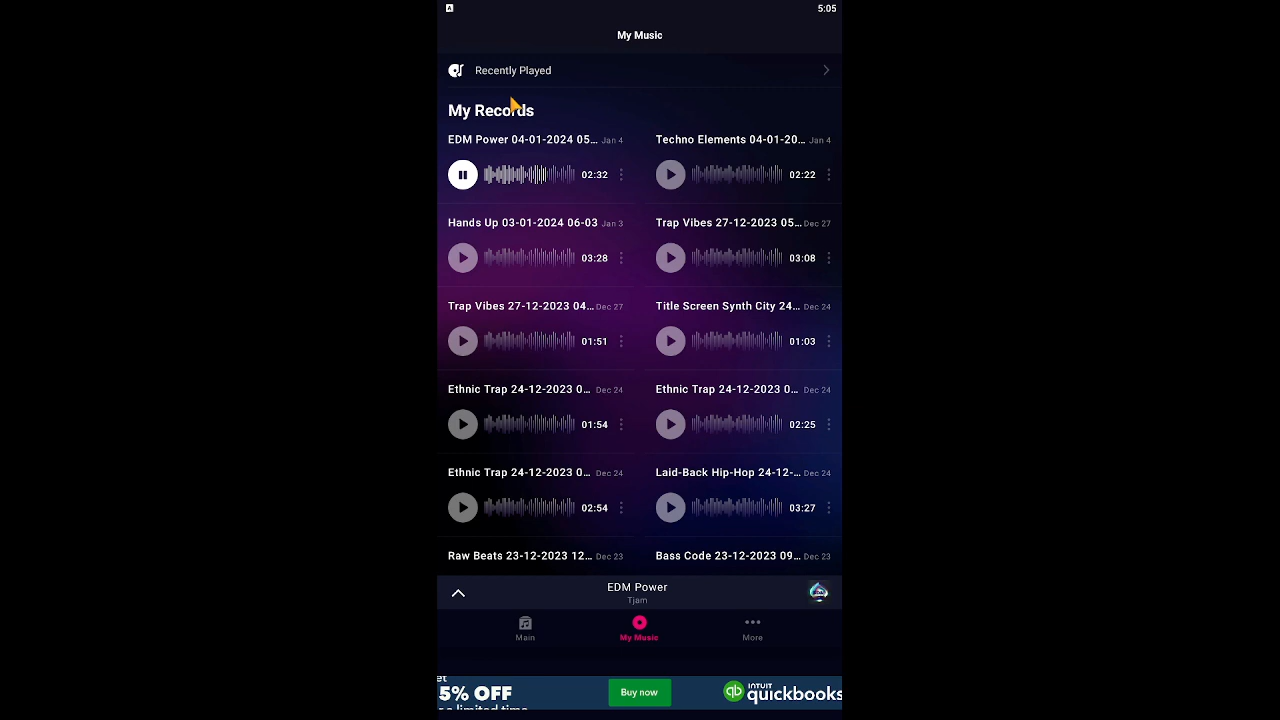 A
5:05
My Music
Recently Played
My Records
EDM Power 04-01-2024 05... Jan 4
Techno Elements 04-01-20... Jan 4
02:32
02:22
Hands Up 03-01-2024 06-03 Jan 3
Trap Vibes 27-12-2023 05... Dec 27
03:28
03:08
Trap Vibes 27-12-2023 04... Dec 27
Title Screen Synth City 24... Dec 24
01:51
01:03
Ethnic Trap 24-12-2023 0... Dec 24
Ethnic Trap 24-12-2023 0... Dec 24
01:54
02:25
Ethnic Trap 24-12-2023 0... Dec 24
Laid-Back Hip-Hop 24-12-... Dec 24
02:54
03:27
Raw Beats 23-12-2023 12... Dec 23
Bass Code 23-12-2023 09... Dec 23
EDM Power
Tjam
Main
My Music
More
5% OFF
limited time
Buy now
qb INTUIT
quickbooks